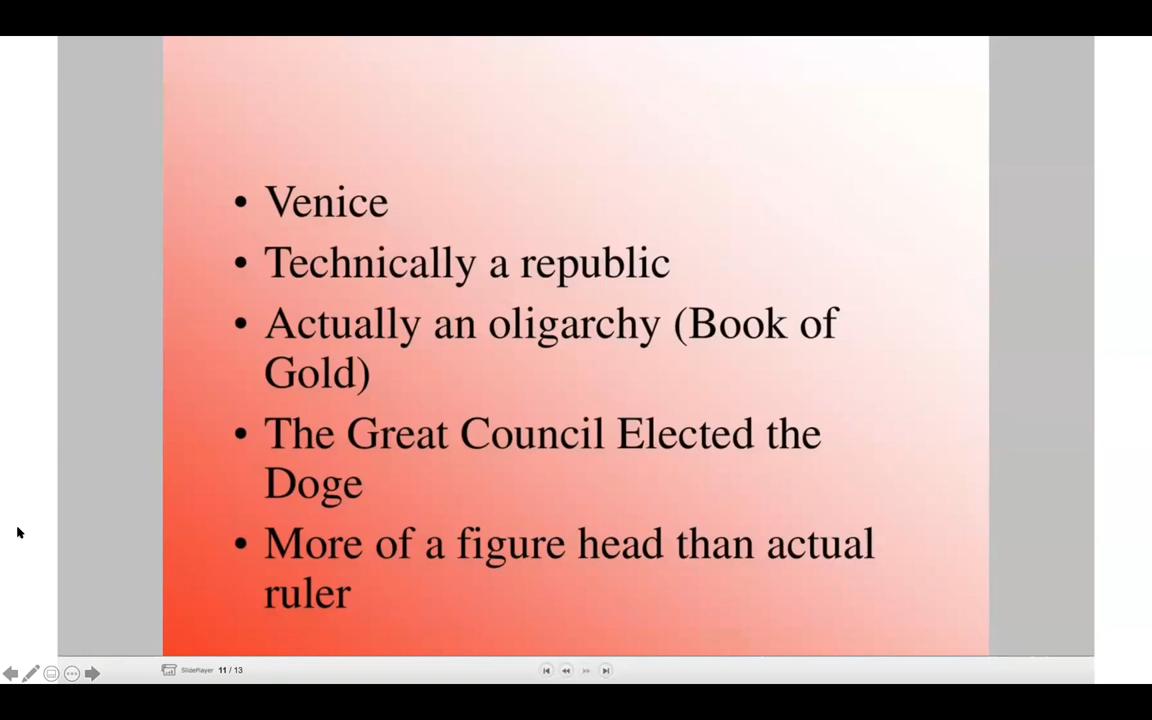 • Venice
• Technically a republic
• Actually an oligarchy (Book of
Gold)
• The Great Council Elected the
Doge
• More of a figure head than actual
ruler
SlidePlayer 11 / 13